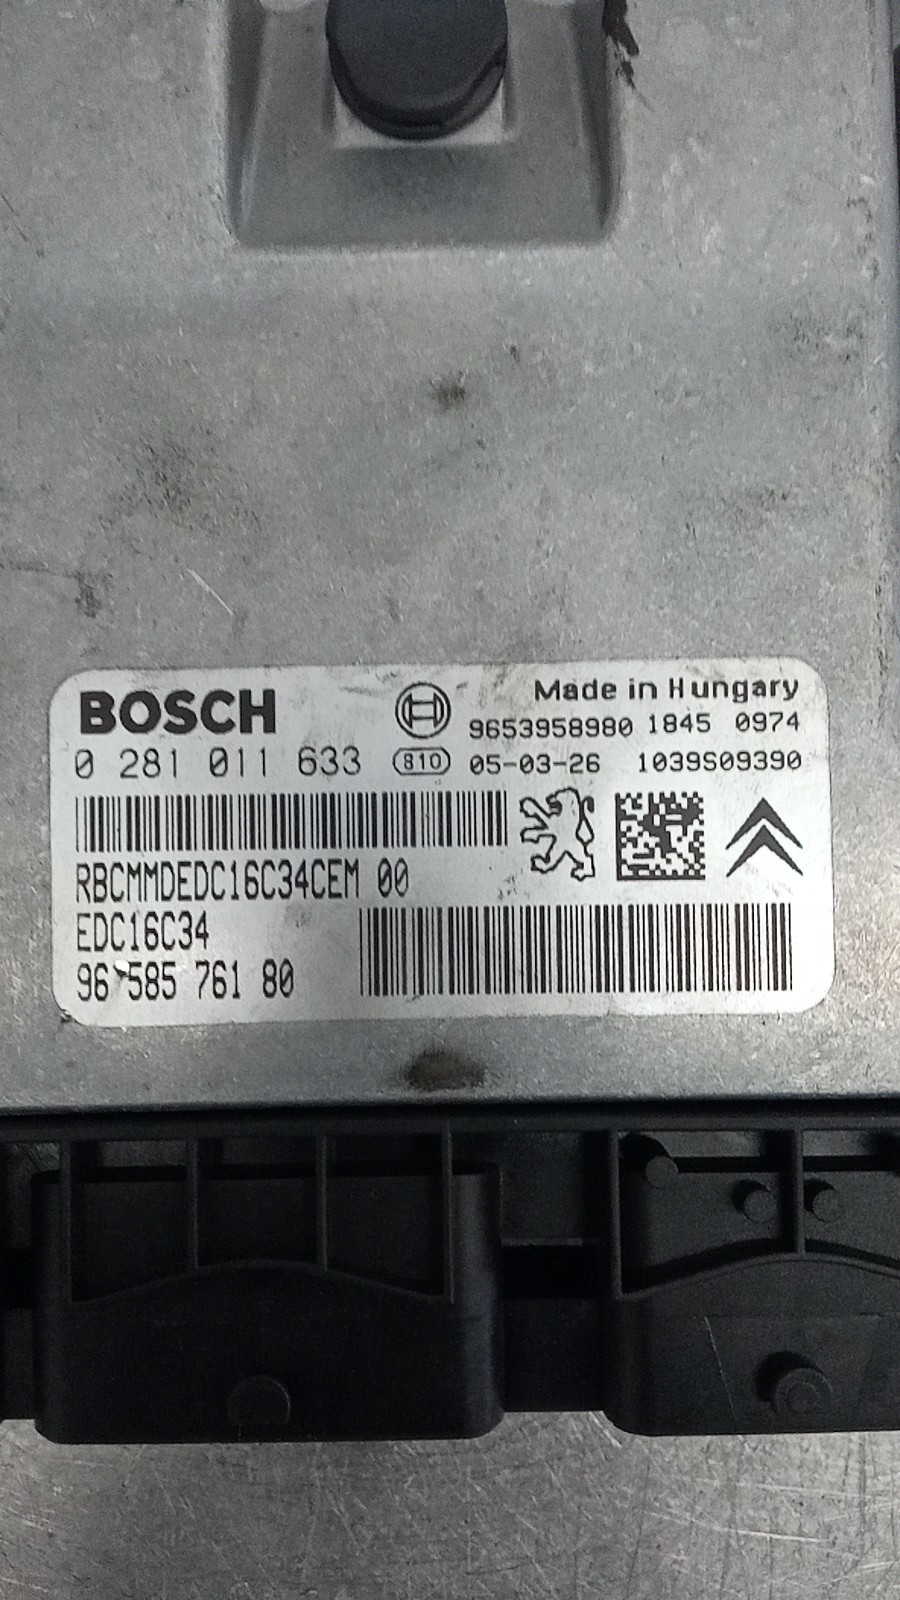 BOSCH
Made in Hungary
9653958980 1845 0974
0 281 011 633
810
05-03-26 1039S09390
RBCMMDEDC16C34CEM 00
EDC16C34
96 585 761 80